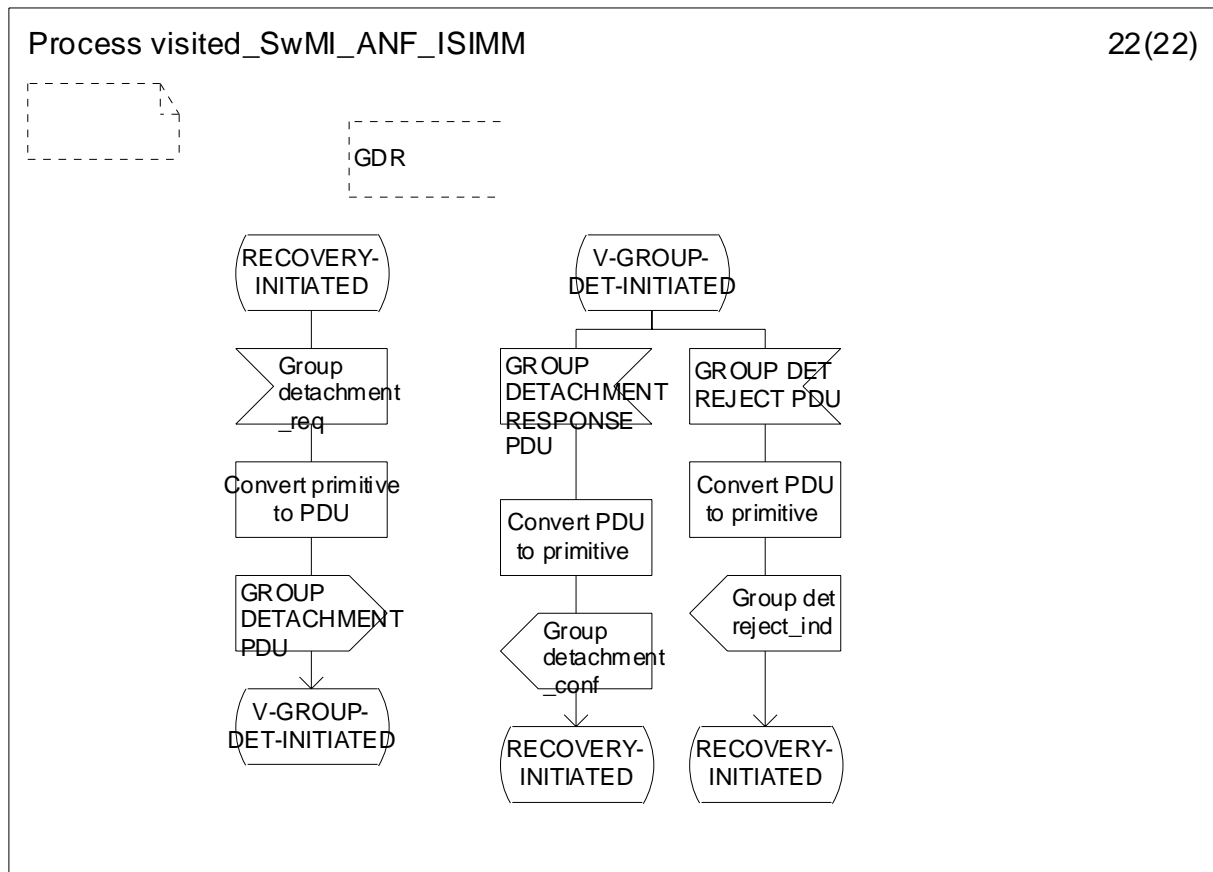 Process visited_SwMI_ANF_ISIMM
22(22)
GDR
RECOVERY-
INITIATED
Group
detachment
_req
Convert primitive
to PDU
GROUP
DETACHMENT
PDU
V-GROUP-
DET-INITIATED
V-GROUP-
DET-INITIATED
GROUP
DETACHMENT
RESPONSE
PDU
Convert PDU
to primitive
Group
detachment
_conf
RECOVERY-
INITIATED
GROUP DET
REJECT PDU
Convert PDU
to primitive
Group det
reject_ind
RECOVERY-
INITIATED